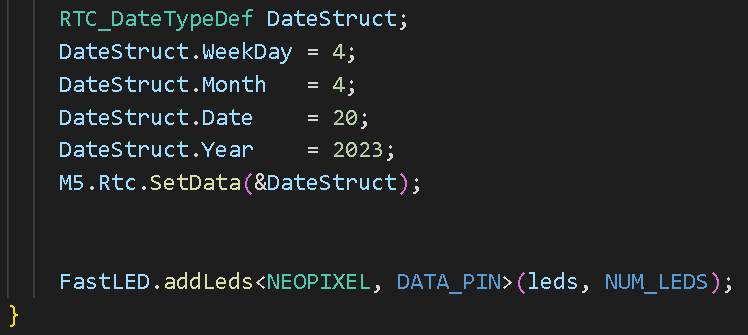 RTC_DateTypeDef DateStruct;
DateStruct.WeekDay = 4;
DateStruct.Month   = 4;
DateStruct.Date    = 20;
DateStruct.Year    = 2023;
M5.Rtc.SetData(&DateStruct);
FastLED.addLeds<NEOPIXEL, DATA_PIN>(leds, NUM_LEDS);
}